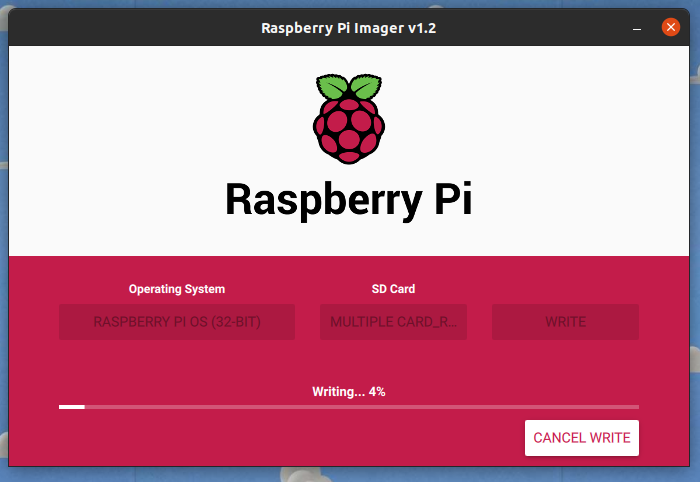 Raspberry Pi Imager v1.2
Raspberry Pi
Operating System
SD Card
RASPBERRY PI OS (32-BIT)
MULTIPLE CARD_R...
WRITE
Writing... 4%
CANCEL WRITE